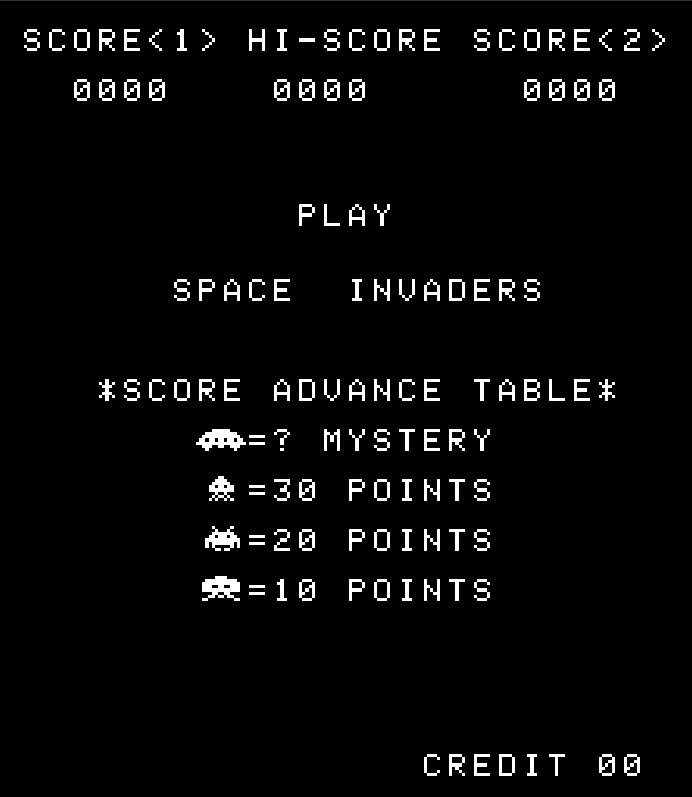 SCORE<1> HI-SCORE SCORE<2>
0000 0000 0000
PLAY
SPACE INVADERS
*SCORE ADVANCE TABLE*
=? MYSTERY
=30 POINTS
=20 POINTS
=10 POINTS
CREDIT 00